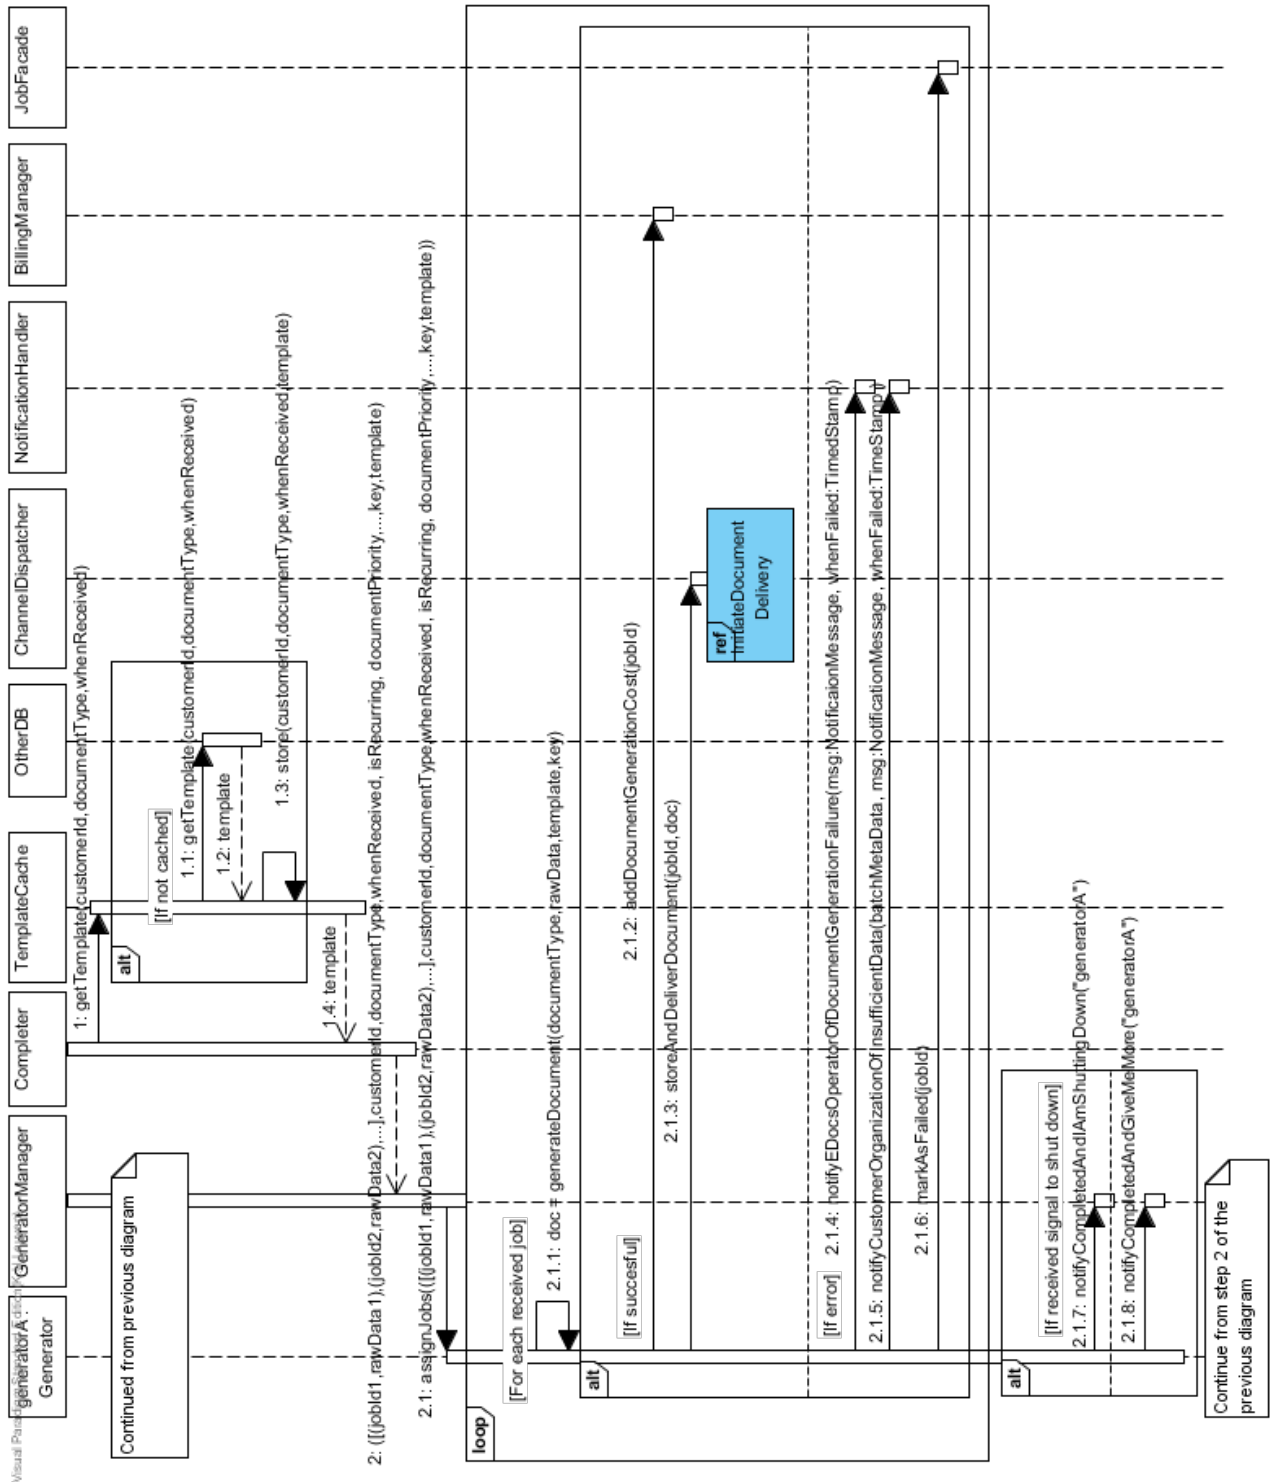 Visual Paradigm Standard Edition
generatorA :
Generator
GeneratorManager
Completer
TemplateCache
OtherDB
ChannelDispatcher
NotificationHandler
BillingManager
JobFacade
Continued from previous diagram
1: getTemplate(customerId,documentType,whenReceived)
alt
[If not cached]
1.1: getTemplate(customerId,documentType,whenReceived)
1.2: template
1.3: store(customerId,documentType,whenReceived,template)
1.4: template
2: ([(jobId1,rawData1),(jobId2,rawData2),...],customerId,documentType,whenReceived, isRecurring, documentPriority,...,key,template)
2.1: assignJobs(([(jobId1,rawData1),(jobId2,rawData2),...],customerId,documentType,whenReceived, isRecurring, documentPriority,...,key,template))
loop
[For each received job]
2.1.1: doc = generateDocument(documentType,rawData,template,key)
alt
[If succesful]
2.1.2: addDocumentGenerationCost(jobId)
2.1.3: storeAndDeliverDocument(jobId,doc)
ref
InitiateDocument
Delivery
[If error]
2.1.4: notifyEDocsOperatorOfDocumentGenerationFailure(msg:NotificaionMessage, whenFailed:TimedStamp)
2.1.5: notifyCustomerOrganizationOfInsufficientData(batchMetaData, msg:NotificationMessage, whenFailed:TimeStamp)
2.1.6: markAsFailed(jobId)
alt
[If received signal to shut down]
2.1.7: notifyCompletedAndIAmShuttingDown("generatorA")
2.1.8: notifyCompletedAndGiveMeMore("generatorA")
Continue from step 2 of the
previous diagram